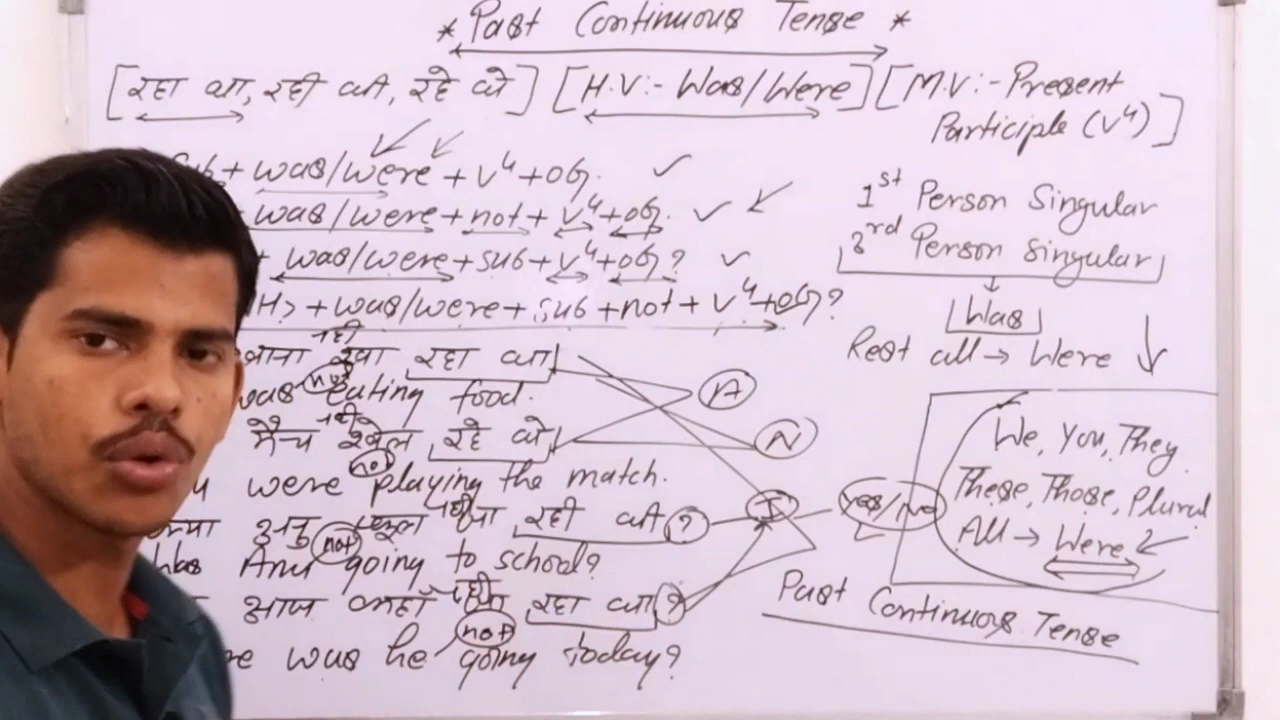 * Past Continuous Tense *
[रहा था, रही थी, रहे थे] [H.V:- Was/Were] [M.V:- Present Participle (V⁴)]
Sub + was/were + V⁴ + obj. ✓
was/were + not + V⁴ + obj. ✓
+ was/were + sub + V⁴ + obj? ✓
H> + was/were + sub + not + V⁴ + obj?
1st Person Singular
3rd Person Singular
Was
Rest all → Were
खाना नहीं खा रहा था।
was not eating food.
मैच नहीं खेल रहे थे।
were not playing the match.
क्या अनु स्कूल नहीं जा रही थी?
Was Anu not going to school?
आज कहाँ नहीं जा रहा था?
re was he not going today?
A
N
I
Yes/No
We, You, They
These, Those, Plural
All → Were
Past Continuous Tense